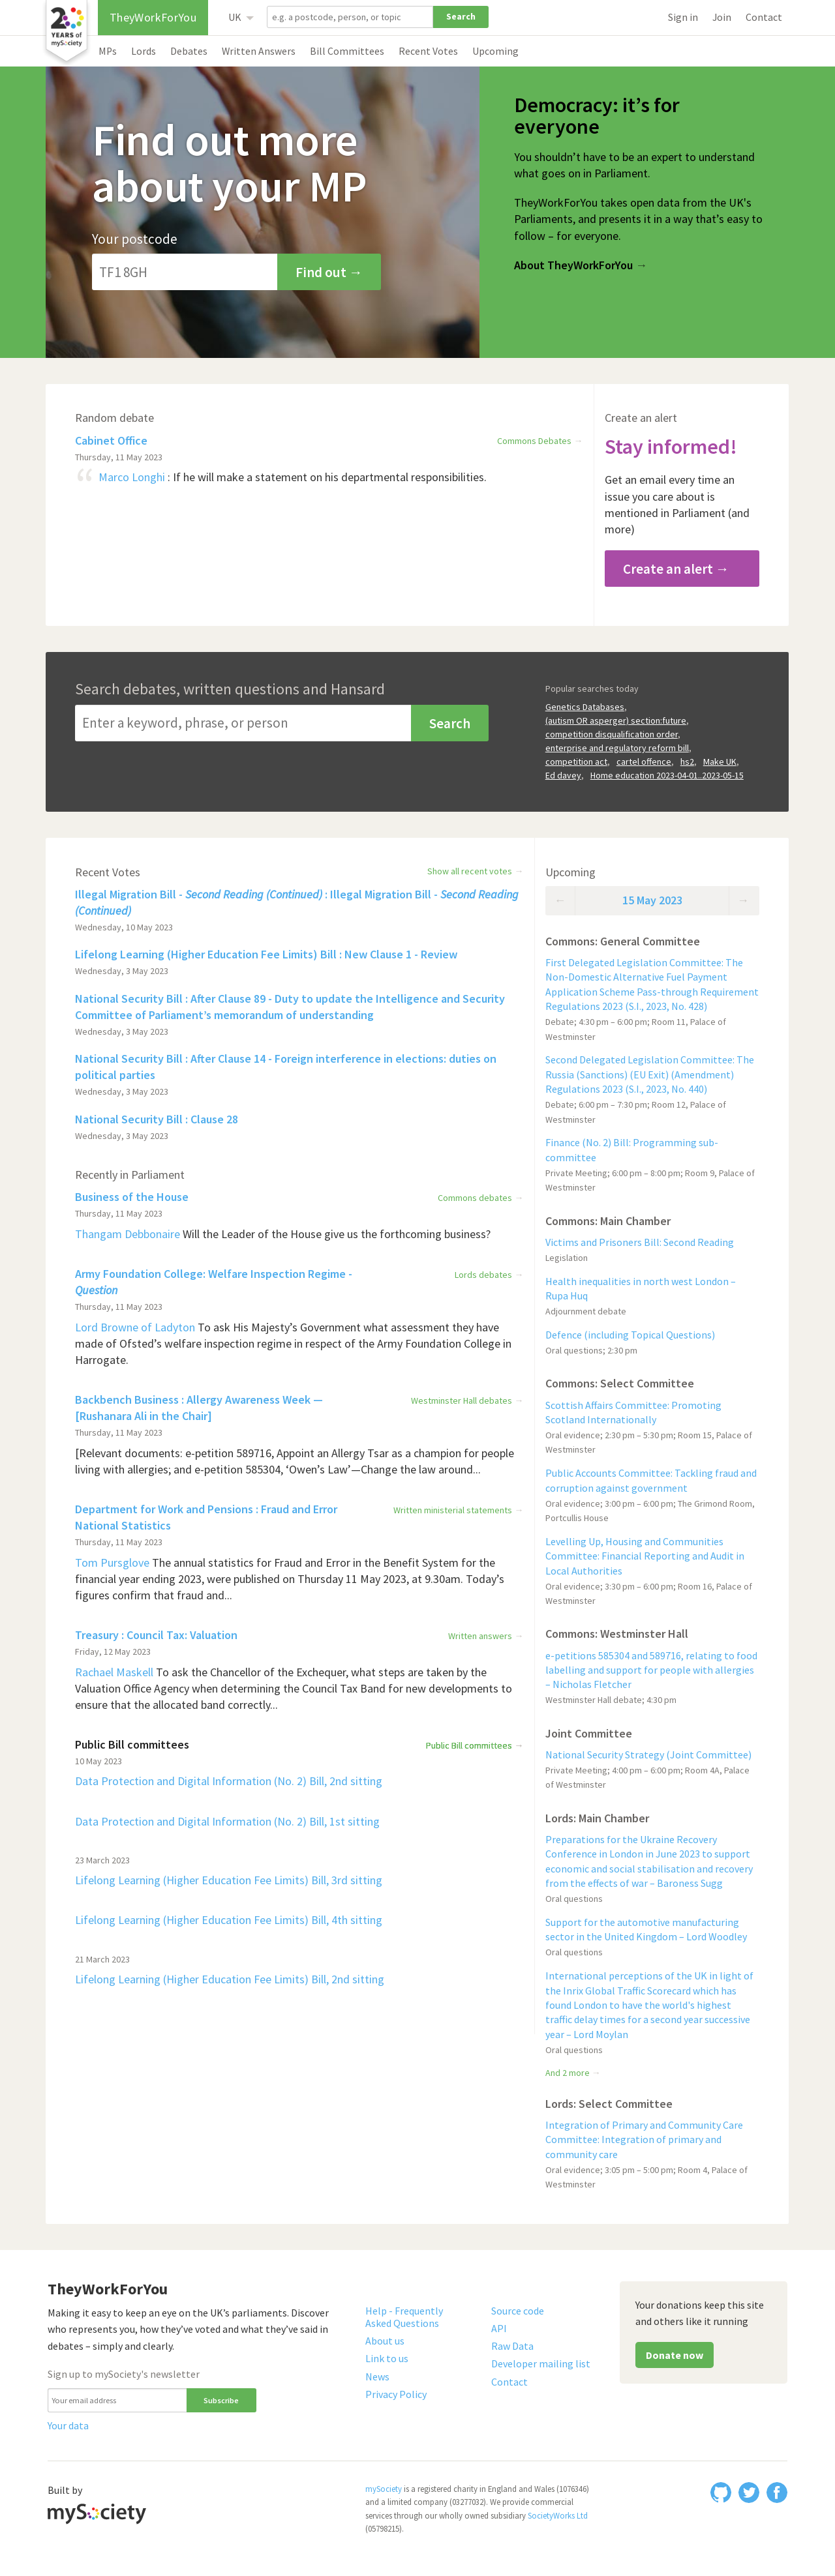 20
YEARS of
mySociety
TheyWorkForYou
UK
e.g. a postcode, person, or topic
Search
Sign in
Join
Contact
MPs
Lords
Debates
Written Answers
Bill Committees
Recent Votes
Upcoming
Find out more
about your MP
Your postcode
TF1 8GH
Find out →
Democracy: it’s for
everyone
You shouldn’t have to be an expert to understand
what goes on in Parliament.
TheyWorkForYou takes open data from the UK's
Parliaments, and presents it in a way that’s easy to
follow – for everyone.
About TheyWorkForYou →
Random debate
Cabinet Office
Commons Debates →
Thursday, 11 May 2023
“ Marco Longhi : If he will make a statement on his departmental responsibilities.
Create an alert
Stay informed!
Get an email every time an
issue you care about is
mentioned in Parliament (and
more)
Create an alert →
Search debates, written questions and Hansard
Enter a keyword, phrase, or person
Search
Popular searches today
Genetics Databases,
(autism OR asperger) section:future,
competition disqualification order,
enterprise and regulatory reform bill,
competition act, cartel offence, hs2, Make UK,
Ed davey, Home education 2023-04-01..2023-05-15
Recent Votes
Show all recent votes →
Illegal Migration Bill - Second Reading (Continued) : Illegal Migration Bill - Second Reading
(Continued)
Wednesday, 10 May 2023
Lifelong Learning (Higher Education Fee Limits) Bill : New Clause 1 - Review
Wednesday, 3 May 2023
National Security Bill : After Clause 89 - Duty to update the Intelligence and Security
Committee of Parliament’s memorandum of understanding
Wednesday, 3 May 2023
National Security Bill : After Clause 14 - Foreign interference in elections: duties on
political parties
Wednesday, 3 May 2023
National Security Bill : Clause 28
Wednesday, 3 May 2023
Recently in Parliament
Business of the House
Commons debates →
Thursday, 11 May 2023
Thangam Debbonaire Will the Leader of the House give us the forthcoming business?
Army Foundation College: Welfare Inspection Regime -
Question
Lords debates →
Thursday, 11 May 2023
Lord Browne of Ladyton To ask His Majesty’s Government what assessment they have
made of Ofsted’s welfare inspection regime in respect of the Army Foundation College in
Harrogate.
Backbench Business : Allergy Awareness Week —
[Rushanara Ali in the Chair]
Westminster Hall debates →
Thursday, 11 May 2023
[Relevant documents: e-petition 589716, Appoint an Allergy Tsar as a champion for people
living with allergies; and e-petition 585304, ‘Owen’s Law’—Change the law around...
Department for Work and Pensions : Fraud and Error
National Statistics
Written ministerial statements →
Thursday, 11 May 2023
Tom Pursglove The annual statistics for Fraud and Error in the Benefit System for the
financial year ending 2023, were published on Thursday 11 May 2023, at 9.30am. Today’s
figures confirm that fraud and...
Treasury : Council Tax: Valuation
Written answers →
Friday, 12 May 2023
Rachael Maskell To ask the Chancellor of the Exchequer, what steps are taken by the
Valuation Office Agency when determining the Council Tax Band for new developments to
ensure that the allocated band correctly...
Public Bill committees
Public Bill committees →
10 May 2023
Data Protection and Digital Information (No. 2) Bill, 2nd sitting
Data Protection and Digital Information (No. 2) Bill, 1st sitting
23 March 2023
Lifelong Learning (Higher Education Fee Limits) Bill, 3rd sitting
Lifelong Learning (Higher Education Fee Limits) Bill, 4th sitting
21 March 2023
Lifelong Learning (Higher Education Fee Limits) Bill, 2nd sitting
Upcoming
← 15 May 2023 →
Commons: General Committee
First Delegated Legislation Committee: The
Non-Domestic Alternative Fuel Payment
Application Scheme Pass-through Requirement
Regulations 2023 (S.I., 2023, No. 428)
Debate; 4:30 pm – 6:00 pm; Room 11, Palace of
Westminster
Second Delegated Legislation Committee: The
Russia (Sanctions) (EU Exit) (Amendment)
Regulations 2023 (S.I., 2023, No. 440)
Debate; 6:00 pm – 7:30 pm; Room 12, Palace of
Westminster
Finance (No. 2) Bill: Programming sub-
committee
Private Meeting; 6:00 pm – 8:00 pm; Room 9, Palace of
Westminster
Commons: Main Chamber
Victims and Prisoners Bill: Second Reading
Legislation
Health inequalities in north west London –
Rupa Huq
Adjournment debate
Defence (including Topical Questions)
Oral questions; 2:30 pm
Commons: Select Committee
Scottish Affairs Committee: Promoting
Scotland Internationally
Oral evidence; 2:30 pm – 5:30 pm; Room 15, Palace of
Westminster
Public Accounts Committee: Tackling fraud and
corruption against government
Oral evidence; 3:00 pm – 6:00 pm; The Grimond Room,
Portcullis House
Levelling Up, Housing and Communities
Committee: Financial Reporting and Audit in
Local Authorities
Oral evidence; 3:30 pm – 6:00 pm; Room 16, Palace of
Westminster
Commons: Westminster Hall
e-petitions 585304 and 589716, relating to food
labelling and support for people with allergies
– Nicholas Fletcher
Westminster Hall debate; 4:30 pm
Joint Committee
National Security Strategy (Joint Committee)
Private Meeting; 4:00 pm – 6:00 pm; Room 4A, Palace
of Westminster
Lords: Main Chamber
Preparations for the Ukraine Recovery
Conference in London in June 2023 to support
economic and social stabilisation and recovery
from the effects of war – Baroness Sugg
Oral questions
Support for the automotive manufacturing
sector in the United Kingdom – Lord Woodley
Oral questions
International perceptions of the UK in light of
the Inrix Global Traffic Scorecard which has
found London to have the world's highest
traffic delay times for a second year successive
year – Lord Moylan
Oral questions
And 2 more →
Lords: Select Committee
Integration of Primary and Community Care
Committee: Integration of primary and
community care
Oral evidence; 3:05 pm – 5:00 pm; Room 4, Palace of
Westminster
TheyWorkForYou
Making it easy to keep an eye on the UK’s parliaments. Discover
who represents you, how they’ve voted and what they’ve said in
debates – simply and clearly.
Sign up to mySociety's newsletter
Your email address
Subscribe
Your data
Help - Frequently
Asked Questions
About us
Link to us
News
Privacy Policy
Source code
API
Raw Data
Developer mailing list
Contact
Your donations keep this site
and others like it running
Donate now
Built by
mySociety
mySociety is a registered charity in England and Wales (1076346)
and a limited company (03277032). We provide commercial
services through our wholly owned subsidiary SocietyWorks Ltd
(05798215).